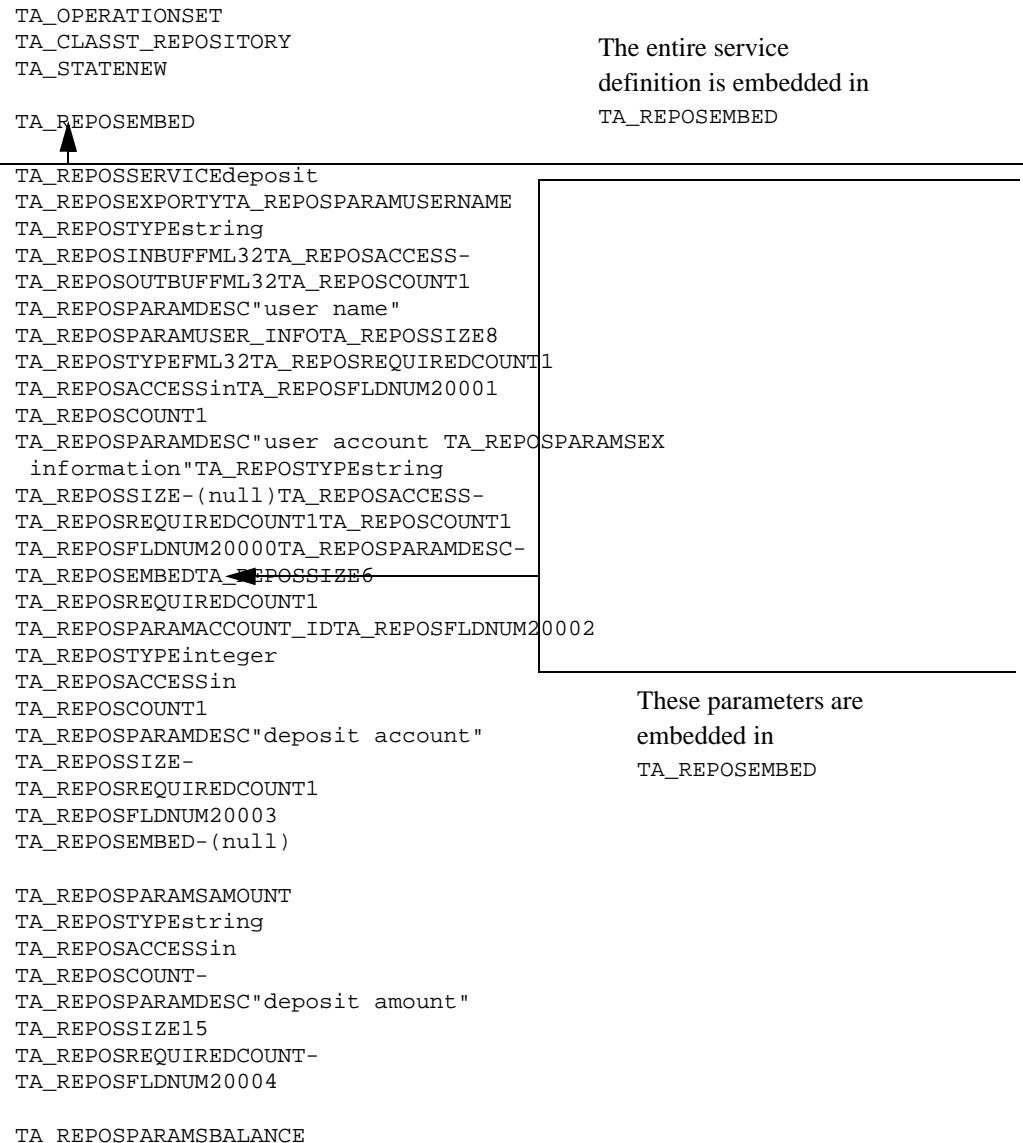 TA_OPERATIONSET
TA_CLASST_REPOSITORY
TA_STATENEW
The entire service
definition is embedded in
TA_REPOSEMBED
TA_REPOSEMBED
TA_REPOSSERVICEdeposit
TA_REPOSEXPORTYTA_REPOSPARAMUSERNAME
TA_REPOSTYPEstring
TA_REPOSINBUFFML32TA_REPOSACCESS-
TA_REPOSOUTBUFFML32TA_REPOSCOUNT1
TA_REPOSPARAMDESC"user name"
TA_REPOSPARAMUSER_INFOTA_REPOSSIZE8
TA_REPOSTYPEFML32TA_REPOSREQUIREDCOUNT1
TA_REPOSACCESSinTA_REPOSFLDNUM20001
TA_REPOSCOUNT1
TA_REPOSPARAMDESC"user account TA_REPOSPARAMSEX
information"TA_REPOSTYPEstring
TA_REPOSSIZE-(null)TA_REPOSACCESS-
TA_REPOSREQUIREDCOUNT1TA_REPOSCOUNT1
TA_REPOSFLDNUM20000TA_REPOSPARAMDESC-
TA_REPOSEMBEDTA_REPOSSIZE6
TA_REPOSREQUIREDCOUNT1
TA_REPOSPARAMACCOUNT_IDTA_REPOSFLDNUM20002
TA_REPOSTYPEinteger
TA_REPOSACCESSin
TA_REPOSCOUNT1
TA_REPOSPARAMDESC"deposit account"
TA_REPOSSIZE-
TA_REPOSREQUIREDCOUNT1
TA_REPOSFLDNUM20003
TA_REPOSEMBED-(null)
These parameters are
embedded in
TA_REPOSEMBED
TA_REPOSPARAMSAMOUNT
TA_REPOSTYPEstring
TA_REPOSACCESSin
TA_REPOSCOUNT-
TA_REPOSPARAMDESC"deposit amount"
TA_REPOSSIZE15
TA_REPOSREQUIREDCOUNT-
TA_REPOSFLDNUM20004
TA_REPOSPARAMSBALANCE